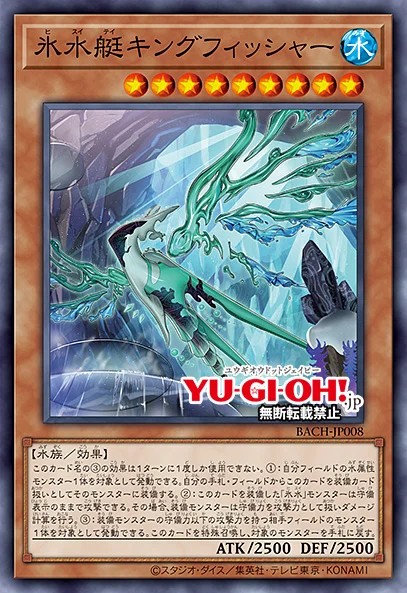 ヒスイテイ
氷水艇キングフィッシャー
水
ユウギオウドットジェイピー
YU-GI-OH!.jp
無断転載禁止
BACH-JP008
【水族／効果】
このカード名の③の効果は1ターンに1度しか使用できない。①：自分フィールドの水属性
モンスター1体を対象として発動できる。自分の手札・フィールドからこのカードを装備カード
扱いとしてそのモンスターに装備する。②：このカードを装備した「氷水」モンスターは守備
表示のままで攻撃できる。その場合、装備モンスターは守備力を攻撃力として扱いダメージ
計算を行う。③：装備モンスターの守備力以下の攻撃力を持つ相手フィールドのモンスター
1体を対象として発動できる。このカードを特殊召喚し、対象のモンスターを手札に戻す。
ATK/2500 DEF/2500
©スタジオ・ダイス／集英社・テレビ東京・KONAMI